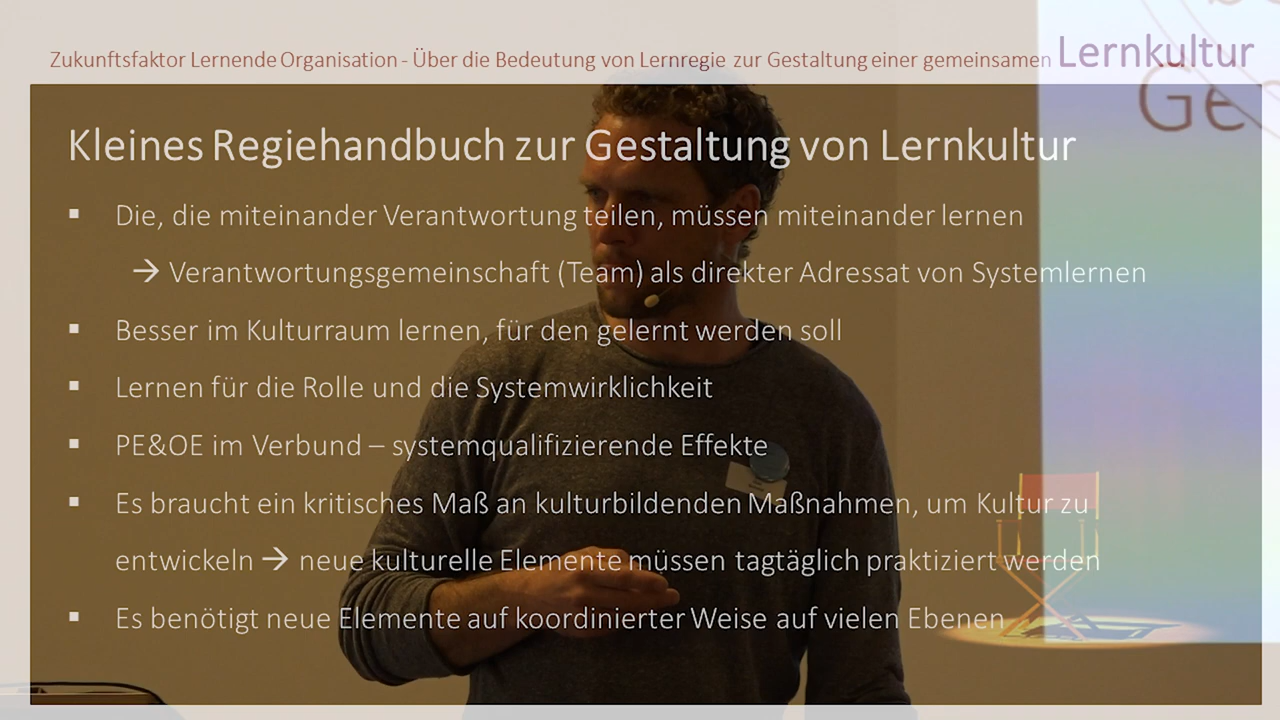 Zukunftsfaktor Lernende Organisation - Über die Bedeutung von Lernregie zur Gestaltung einer gemeinsamen Lernkultur
Kleines Regiehandbuch zur Gestaltung von Lernkultur
▪ Die, die miteinander Verantwortung teilen, müssen miteinander lernen
→ Verantwortungsgemeinschaft (Team) als direkter Adressat von Systemlernen
▪ Besser im Kulturraum lernen, für den gelernt werden soll
▪ Lernen für die Rolle und die Systemwirklichkeit
▪ PE&OE im Verbund – systemqualifizierende Effekte
▪ Es braucht ein kritisches Maß an kulturbildenden Maßnahmen, um Kultur zu
entwickeln → neue kulturelle Elemente müssen tagtäglich praktiziert werden
▪ Es benötigt neue Elemente auf koordinierter Weise auf vielen Ebenen